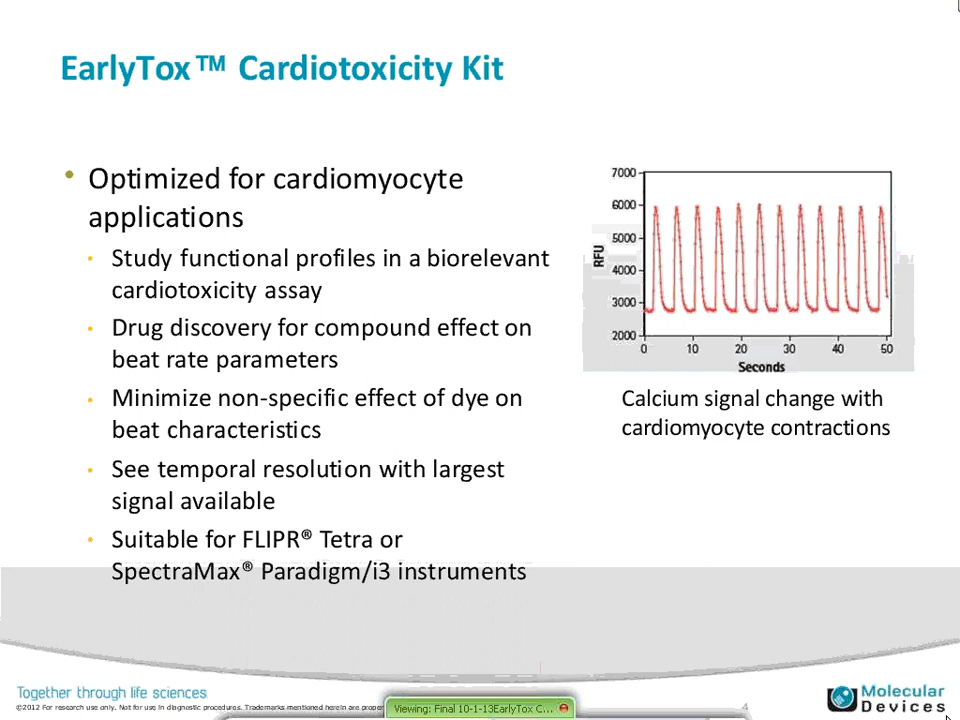 EarlyTox™ Cardiotoxicity Kit
• Optimized for cardiomyocyte
applications
• Study functional profiles in a biorelevant
cardiotoxicity assay
• Drug discovery for compound effect on
beat rate parameters
• Minimize non-specific effect of dye on
beat characteristics
• See temporal resolution with largest
signal available
• Suitable for FLIPR® Tetra or
SpectraMax® Paradigm/i3 instruments
7000
6000
5000
4000
3000
2000
RFU
0 10 20 30 40 50
Seconds
Calcium signal change with
cardiomyocyte contractions
Together through life sciences
©2012 For research use only. Not for use in diagnostic procedures. Trademarks mentioned herein are
Viewing: Final 10-1-13EarlyTox C...
4
Molecular
Devices